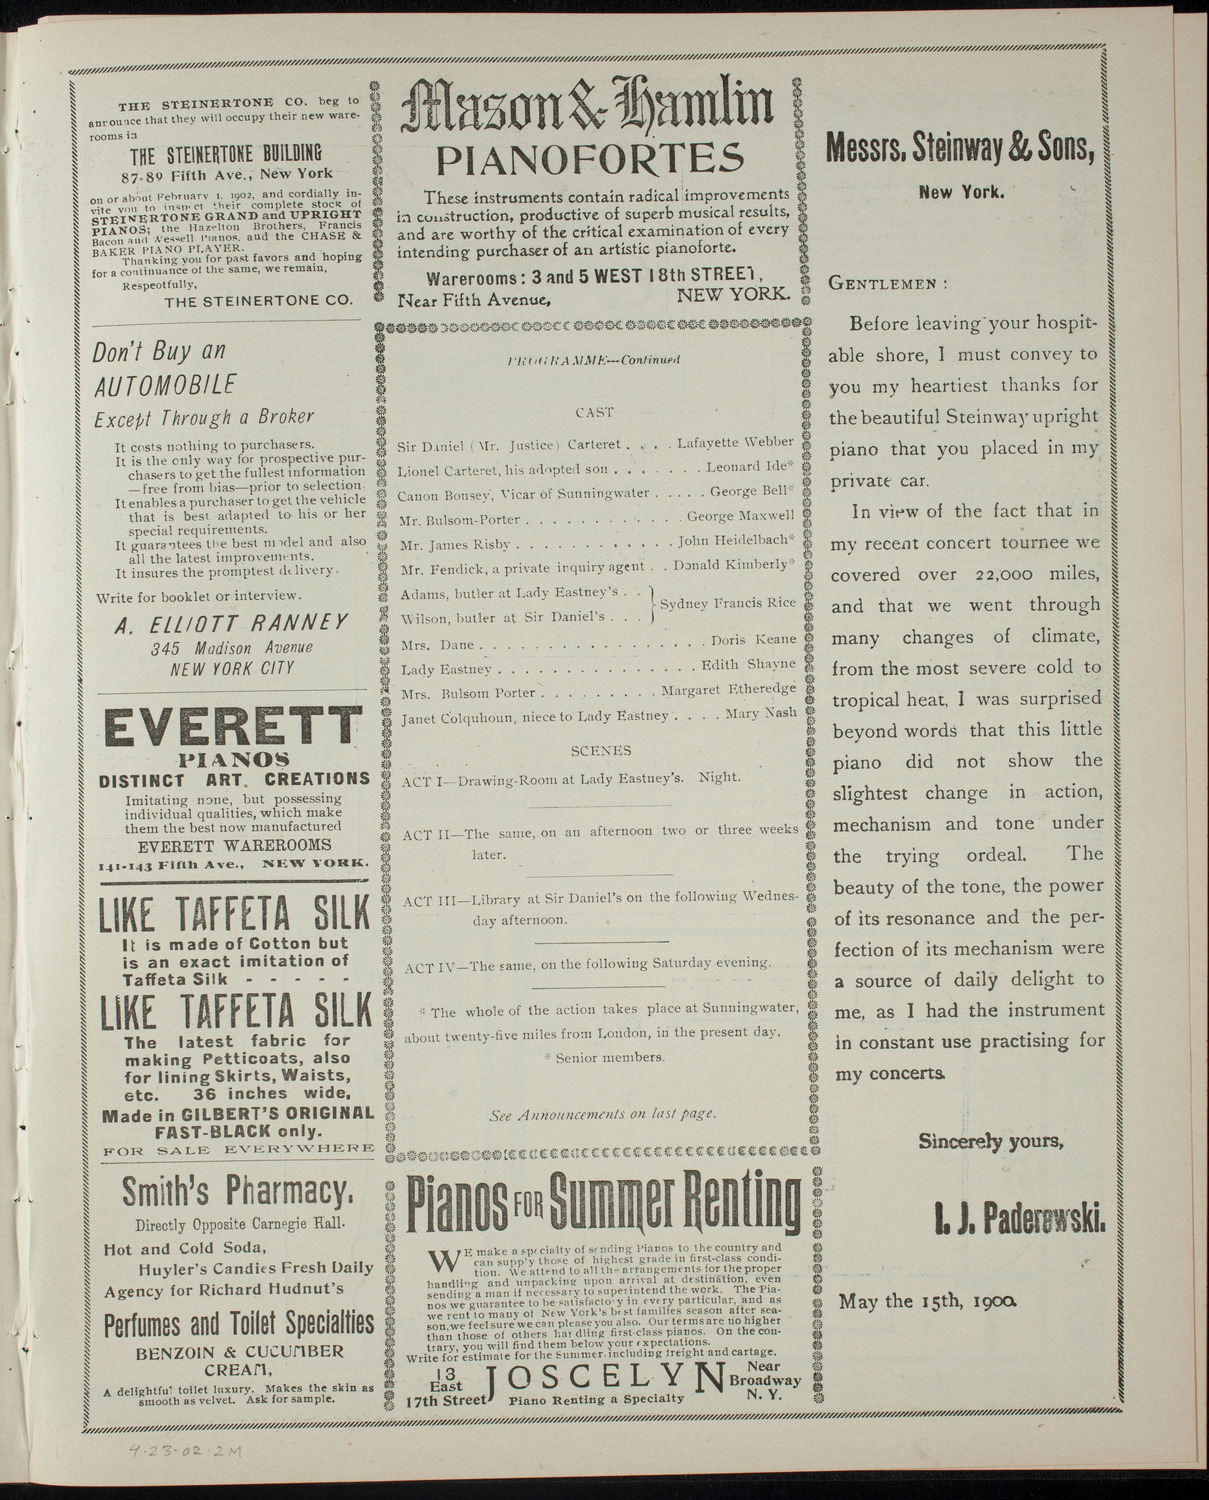 THE STEINERTONE CO. beg to
announce that they will occupy their new ware-
rooms in
THE STEINERTONE BUILDING
87-89 Fifth Ave., New York
on or about February 1, 1902, and cordially in-
vite you to inspect their complete stock of
STEINERTONE GRAND and UPRIGHT
PIANOS; the Hazelton Brothers, Francis
Bacon and Wessell Pianos, and the CHASE &
BAKER PIANO PLAYER.
Thanking you for past favors and hoping
for a continuance of the same, we remain,
Respectfully,
THE STEINERTONE CO.
Don't Buy an
AUTOMOBILE
Except Through a Broker
It costs nothing to purchasers.
It is the only way for prospective pur-
chasers to get the fullest information
—free from bias—prior to selection.
It enables a purchaser to get the vehicle
that is best adapted to his or her
special requirements.
It guarantees the best model and also
all the latest improvements.
It insures the promptest delivery.
Write for booklet or interview.
A. ELLIOTT RANNEY
345 Madison Avenue
NEW YORK CITY
EVERETT
PIANOS
DISTINCT ART CREATIONS
Imitating none, but possessing
individual qualities, which make
them the best now manufactured
EVERETT WAREROOMS
141-143 Fifth Ave., NEW YORK.
LIKE TAFFETA SILK
It is made of Cotton but
is an exact imitation of
Taffeta Silk - - - - -
LIKE TAFFETA SILK
The latest fabric for
making Petticoats, also
for lining Skirts, Waists,
etc. 36 inches wide,
Made in GILBERT'S ORIGINAL
FAST-BLACK only.
FOR SALE EVERYWHERE
Smith's Pharmacy,
Directly Opposite Carnegie Hall.
Hot and Cold Soda,
Huyler's Candies Fresh Daily
Agency for Richard Hudnut's
Perfumes and Toilet Specialties
BENZOIN & CUCUMBER
CREAM,
A delightful toilet luxury. Makes the skin as
smooth as velvet. Ask for sample.
Mason & Hamlin
PIANOFORTES
These instruments contain radical improvements
in construction, productive of superb musical results,
and are worthy of the critical examination of every
intending purchaser of an artistic pianoforte.
Warerooms: 3 and 5 WEST 18th STREET,
Near Fifth Avenue, NEW YORK.
PROGRAMME—Continued
CAST
Sir Daniel (Mr. Justice) Carteret . . . . Lafayette Webber
Lionel Carteret, his adopted son . . . . . . . Leonard Ide*
Canon Bonsey, Vicar of Sunningwater . . . . . George Bell*
Mr. Bulsom-Porter . . . . . . . . . . . . George Maxwell
Mr. James Risby . . . . . . . . . . . . John Heidelbach*
Mr. Fendick, a private inquiry agent . . Donald Kimberly*
Adams, butler at Lady Eastney's . . }
Sydney Francis Rice
Wilson, butler at Sir Daniel's . . . }
Mrs. Dane . . . . . . . . . . . . . . . . . Doris Keane
Lady Eastney . . . . . . . . . . . . . . . Edith Shayne
Mrs. Bulsom Porter . . . . . . . . . Margaret Etheredge
Janet Colquhoun, niece to Lady Eastney . . . . Mary Nash
SCENES
ACT I—Drawing-Room at Lady Eastney's. Night.
ACT II—The same, on an afternoon two or three weeks
later.
ACT III—Library at Sir Daniel's on the following Wednes-
day afternoon.
ACT IV—The same, on the following Saturday evening.
* The whole of the action takes place at Sunningwater,
about twenty-five miles from London, in the present day.
* Senior members.
See Announcements on last page.
Pianos FOR Summer Renting
WE make a specialty of sending Pianos to the country and
can supply those of highest grade in first-class condi-
tion. We attend to all the arrangements for the proper
handling and unpacking upon arrival at destination, even
sending a man if necessary to superintend the work. The Pia-
nos we guarantee to be satisfactory in every particular, and as
we rent to many of New York's best families season after sea-
son, we feel sure we can please you also. Our terms are no higher
than those of others handling first-class pianos. On the con-
trary, you will find them below your expectations.
Write for estimate for the Summer, including freight and cartage.
13 East 17th Street JOSCELYN Near Broadway N. Y.
Piano Renting a Specialty
Messrs. Steinway & Sons,
New York.
GENTLEMEN:
Before leaving your hospit-
able shore, I must convey to
you my heartiest thanks for
the beautiful Steinway upright
piano that you placed in my
private car.
In view of the fact that in
my recent concert tournee we
covered over 22,000 miles,
and that we went through
many changes of climate,
from the most severe cold to
tropical heat, I was surprised
beyond words that this little
piano did not show the
slightest change in action,
mechanism and tone under
the trying ordeal. The
beauty of the tone, the power
of its resonance and the per-
fection of its mechanism were
a source of daily delight to
me, as I had the instrument
in constant use practising for
my concerts.
Sincerely yours,
I. J. Paderewski.
May the 15th, 1900.
4-23-02-2M